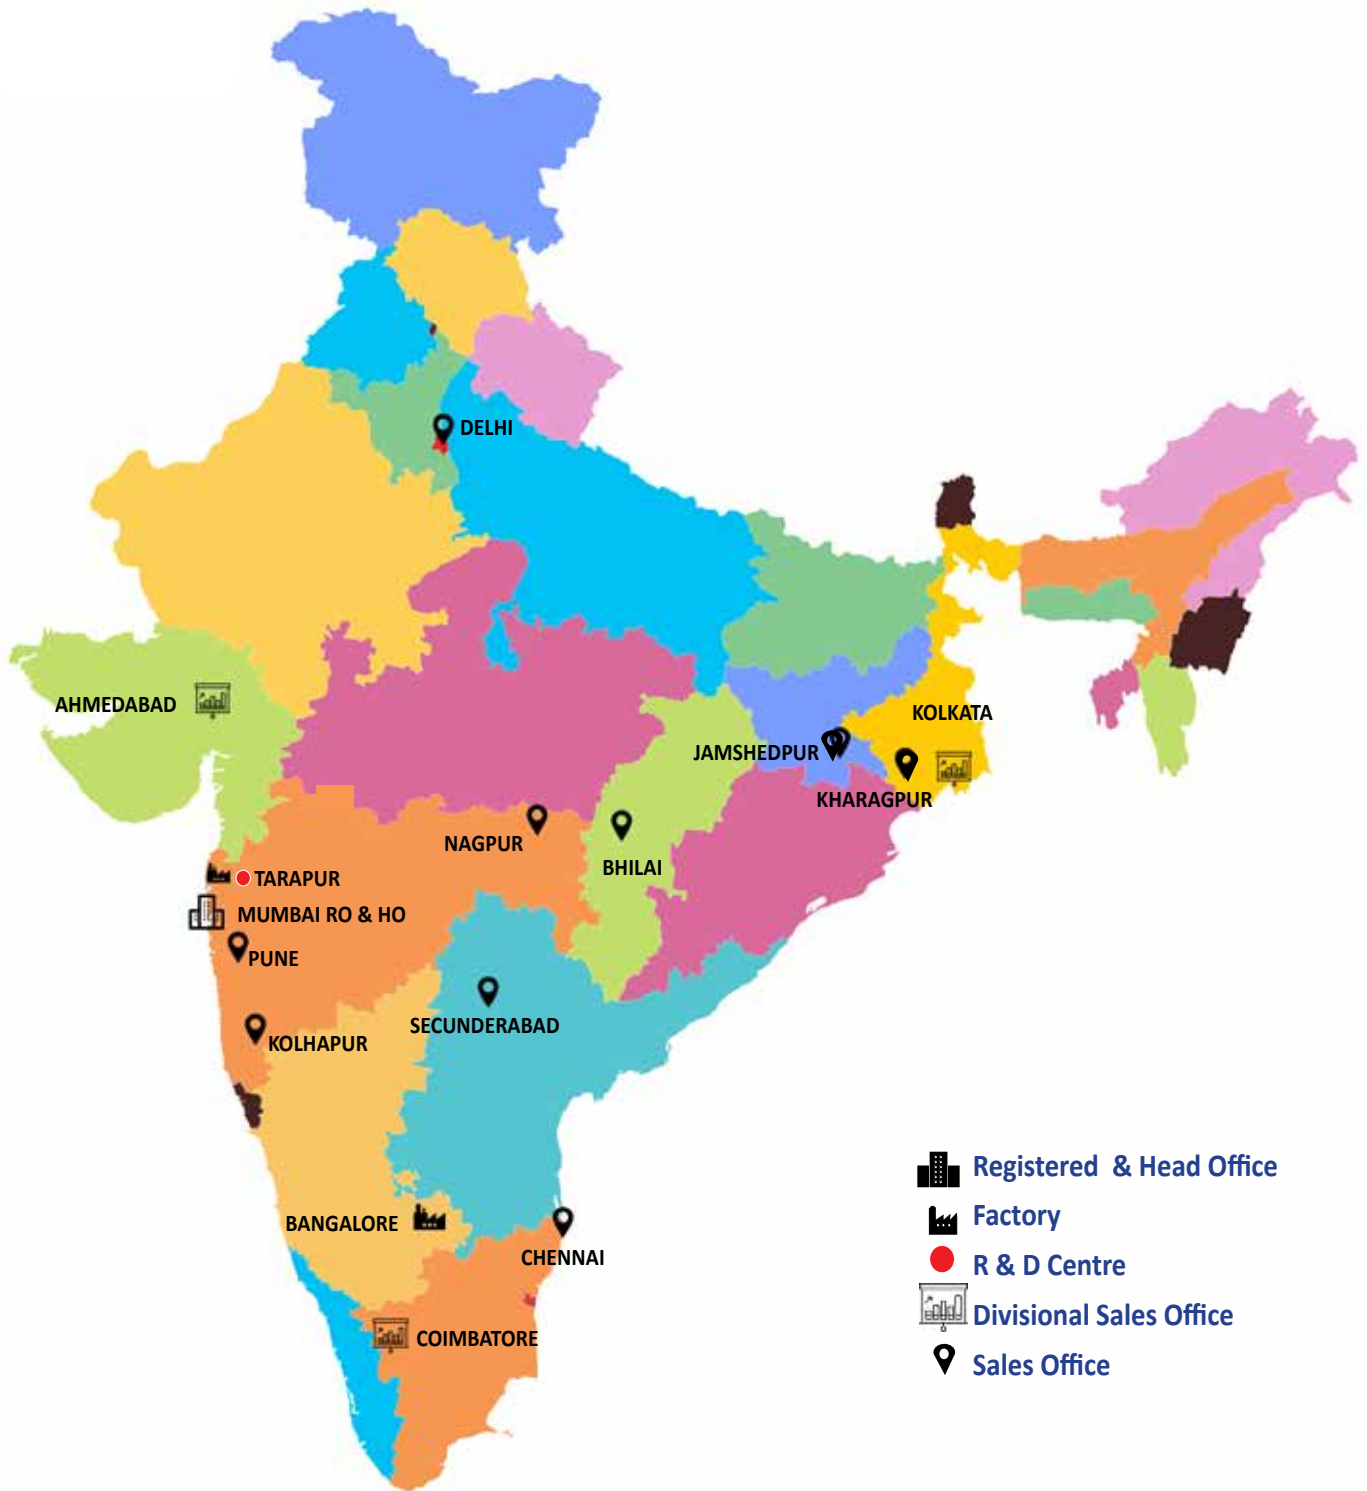 DELHI
AHMEDABAD
KOLKATA
JAMSHEDPUR
KHARAGPUR
NAGPUR
BHILAI
TARAPUR
MUMBAI RO & HO
PUNE
SECUNDERABAD
KOLHAPUR
BANGALORE
CHENNAI
COIMBATORE
Registered & Head Office
Factory
R & D Centre
Divisional Sales Office
Sales Office